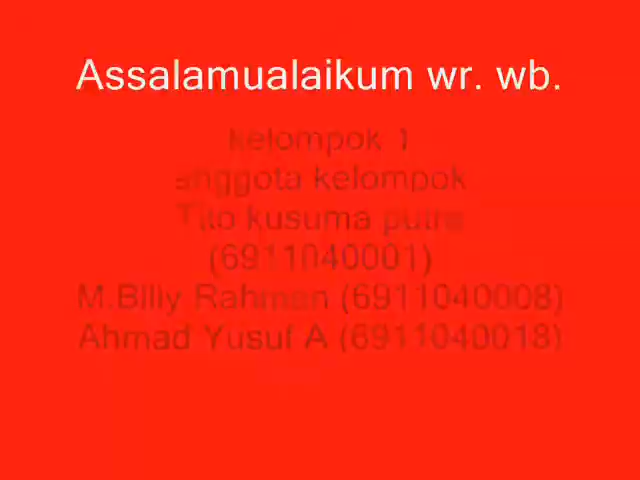 Assalamualaikum wr. wb.
kelompok 1
anggota kelompok
Tito kusuma putra
(6911040001)
M.Billy Rahman (6911040008)
Ahmad Yusuf A (6911040018)